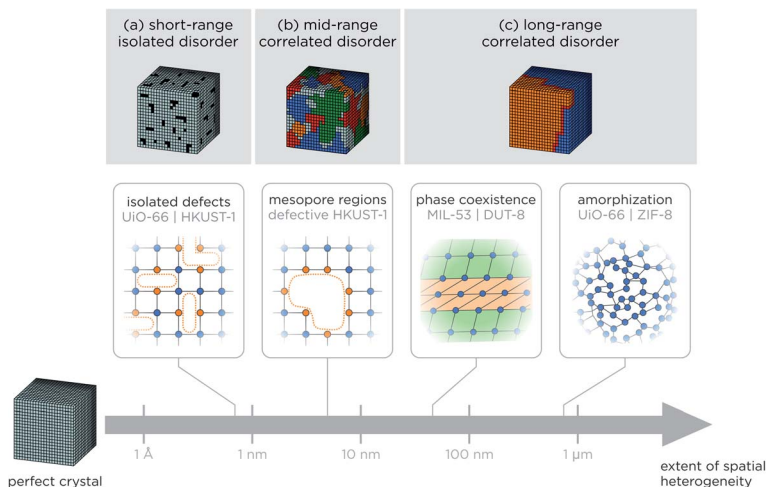 (a) short-range
isolated disorder
(b) mid-range
correlated disorder
(c) long-range
correlated disorder
isolated defects
UiO-66 | HKUST-1
mesopore regions
defective HKUST-1
phase coexistence
MIL-53 | DUT-8
amorphization
UiO-66 | ZIF-8
1 Å
1 nm
10 nm
100 nm
1 µm
perfect crystal
extent of spatial
heterogeneity